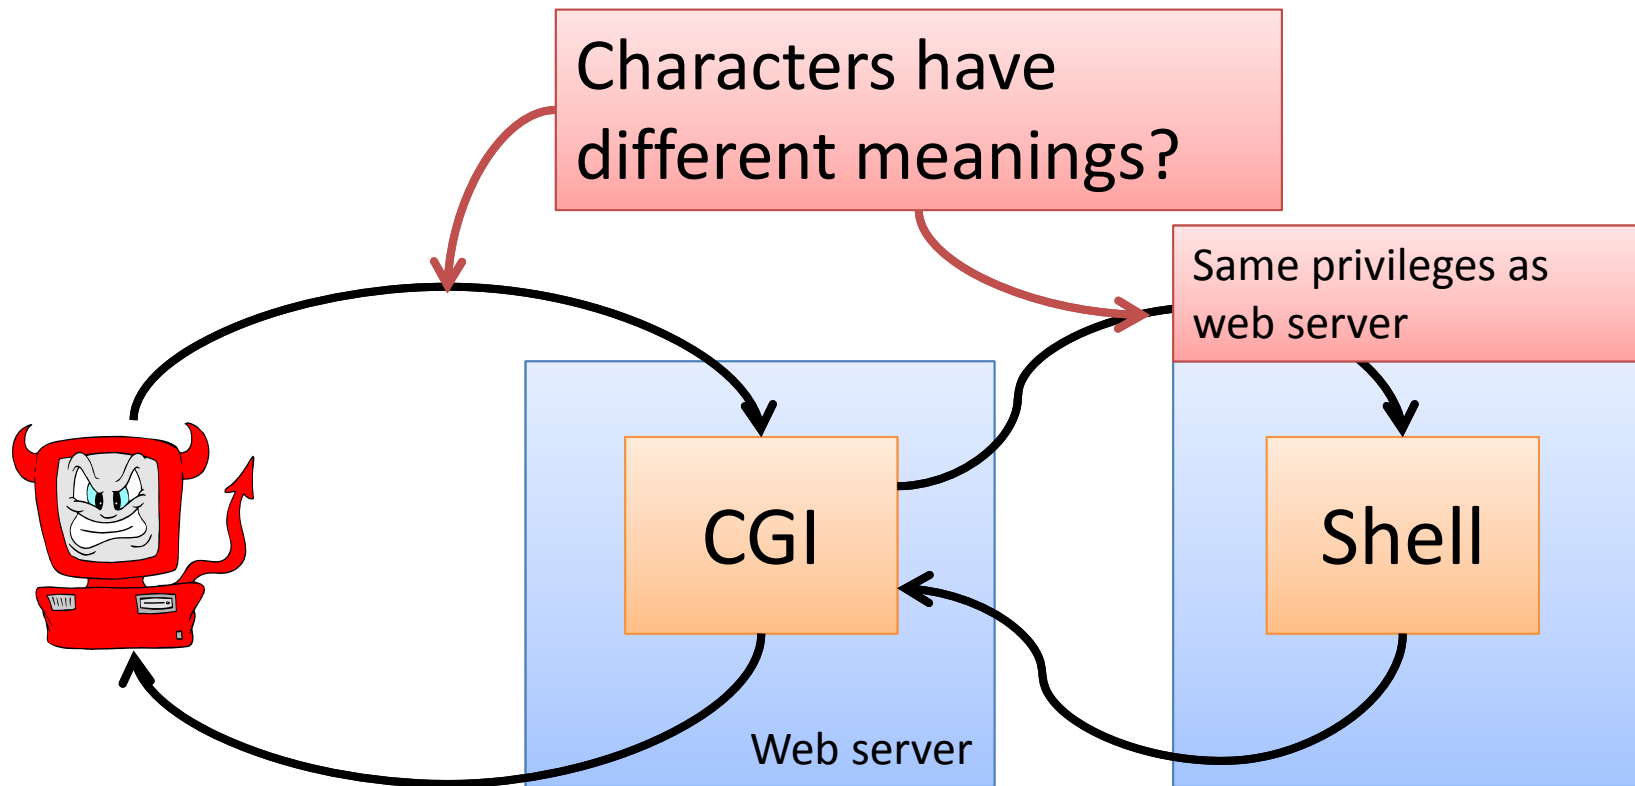 Characters have
different meanings?
Same privileges as
web server
CGI
Shell
Web server